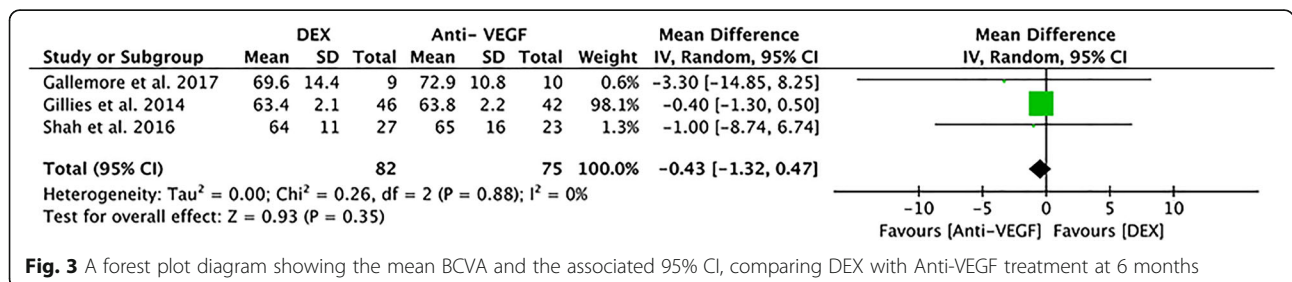 DEX Anti- VEGF Mean Difference Mean Difference
Study or Subgroup Mean SD Total Mean SD Total Weight IV, Random, 95% CI IV, Random, 95% CI
Gallemore et al. 2017 69.6 14.4 9 72.9 10.8 10 0.6% -3.30 [-14.85, 8.25]
Gillies et al. 2014 63.4 2.1 46 63.8 2.2 42 98.1% -0.40 [-1.30, 0.50]
Shah et al. 2016 64 11 27 65 16 23 1.3% -1.00 [-8.74, 6.74]
Total (95% CI) 82 75 100.0% -0.43 [-1.32, 0.47]
Heterogeneity: Tau² = 0.00; Chi² = 0.26, df = 2 (P = 0.88); I² = 0%
Test for overall effect: Z = 0.93 (P = 0.35)
-10 -5 0 5 10
Favours [Anti-VEGF] Favours [DEX]
Fig. 3 A forest plot diagram showing the mean BCVA and the associated 95% CI, comparing DEX with Anti-VEGF treatment at 6 months